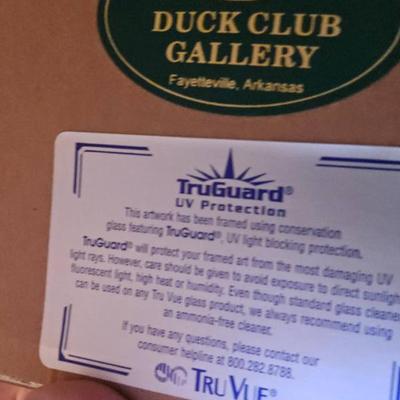 DUCK CLUB
GALLERY
Fayetteville, Arkansas
TruGuard®
UV Protection
This artwork has been framed using conservation
glass featuring TruGuard®, UV light blocking protection.
TruGuard® will protect your framed art from the most damaging UV
light rays. However, care should be given to avoid exposure to direct sunlight,
fluorescent light, high heat or humidity. Even though standard glass cleaner
can be used on any Tru Vue glass product, we always recommend using
an ammonia-free cleaner.
If you have any questions, please contact our
consumer helpline at 800.282.8788.
TRU VUE®